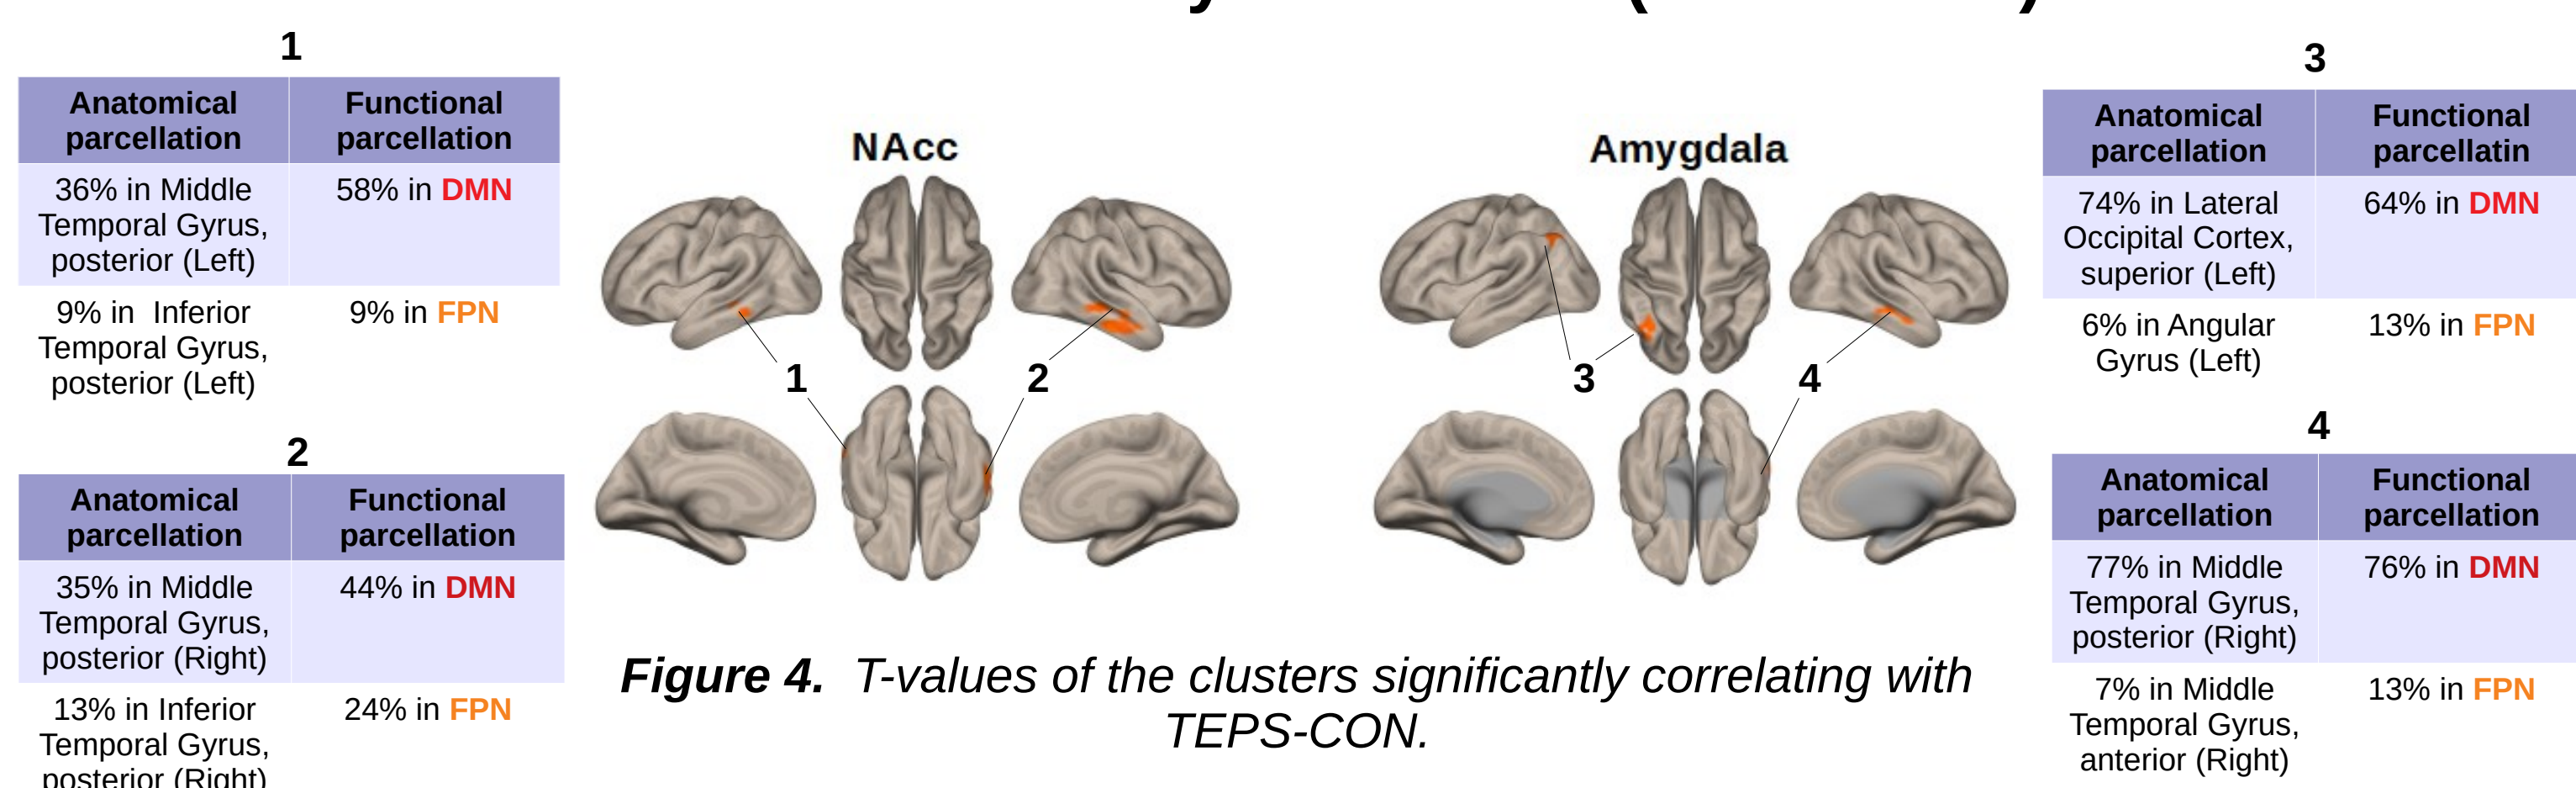 1
Anatomical parcellation
Functional parcellation
36% in Middle Temporal Gyrus, posterior (Left)
58% in DMN
9% in Inferior Temporal Gyrus, posterior (Left)
9% in FPN
2
Anatomical parcellation
Functional parcellation
35% in Middle Temporal Gyrus, posterior (Right)
44% in DMN
13% in Inferior Temporal Gyrus, posterior (Right)
24% in FPN
NAcc
1
2
Amygdala
3
4
Figure 4. T-values of the clusters significantly correlating with
TEPS-CON.
3
Anatomical parcellation
Functional parcellatin
74% in Lateral Occipital Cortex, superior (Left)
64% in DMN
6% in Angular Gyrus (Left)
13% in FPN
4
Anatomical parcellation
Functional parcellation
77% in Middle Temporal Gyrus, posterior (Right)
76% in DMN
7% in Middle Temporal Gyrus, anterior (Right)
13% in FPN